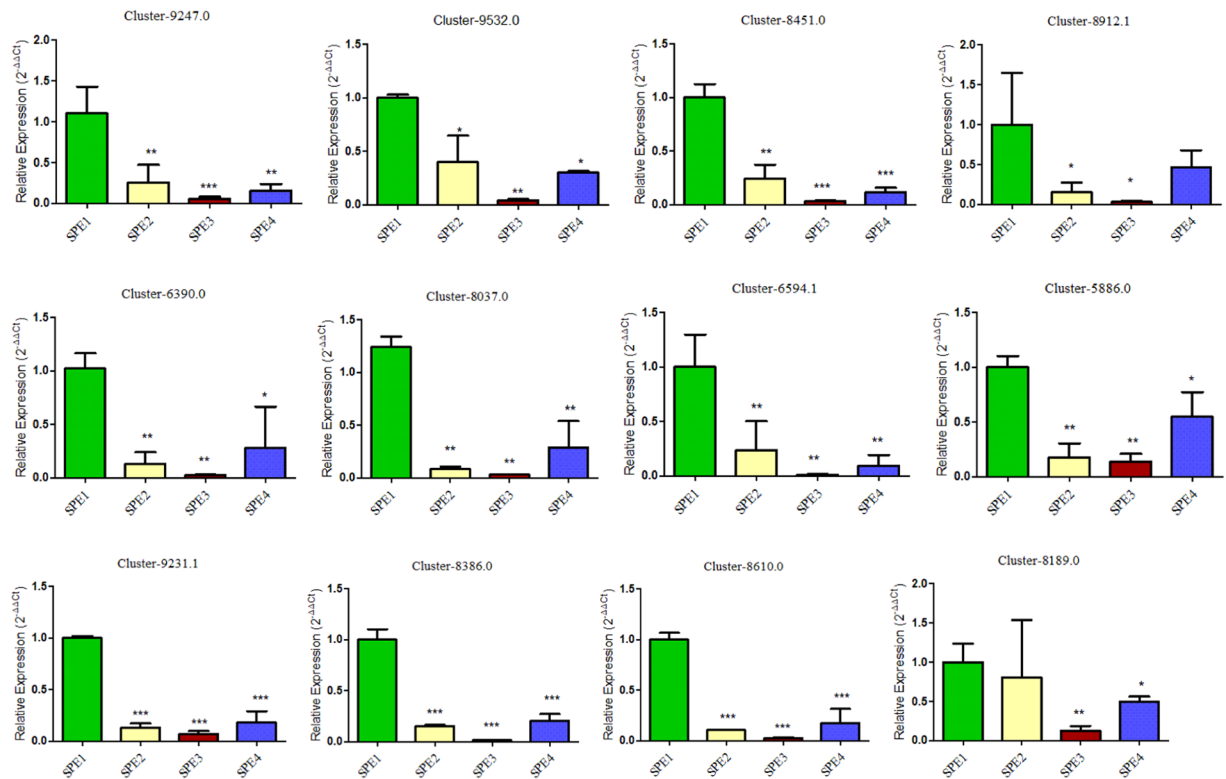 Cluster-9247.0
Relative Expression (2-ΔΔCt)
2.0
1.5
1.0
0.5
0.0
**
***
**
SPE1
SPE2
SPE3
SPE4
Cluster-9532.0
Relative Expression (2-ΔΔCt)
1.5
1.0
0.5
0.0
*
**
*
SPE1
SPE2
SPE3
SPE4
Cluster-8451.0
Relative Expression (2-ΔΔCt)
1.5
1.0
0.5
0.0
**
***
***
SPE1
SPE2
SPE3
SPE4
Cluster-8912.1
Relative Expression (2-ΔΔCt)
2.0
1.5
1.0
0.5
0.0
*
*
SPE1
SPE2
SPE3
SPE4
Cluster-6390.0
Relative Expression (2-ΔΔCt)
1.5
1.0
0.5
0.0
**
**
*
SPE1
SPE2
SPE3
SPE4
Cluster-8037.0
Relative Expression (2-ΔΔCt)
1.5
1.0
0.5
0.0
**
**
**
SPE1
SPE2
SPE3
SPE4
Cluster-6594.1
Relative Expression (2-ΔΔCt)
1.5
1.0
0.5
0.0
**
**
**
SPE1
SPE2
SPE3
SPE4
Cluster-5886.0
Relative Expression (2-ΔΔCt)
1.5
1.0
0.5
0.0
**
**
*
SPE1
SPE2
SPE3
SPE4
Cluster-9231.1
Relative Expression (2-ΔΔCt)
1.5
1.0
0.5
0.0
***
***
***
SPE1
SPE2
SPE3
SPE4
Cluster-8386.0
Relative Expression (2-ΔΔCt)
1.5
1.0
0.5
0.0
***
***
***
SPE1
SPE2
SPE3
SPE4
Cluster-8610.0
Relative Expression (2-ΔΔCt)
1.5
1.0
0.5
0.0
***
***
***
SPE1
SPE2
SPE3
SPE4
Cluster-8189.0
Relative Expression (2-ΔΔCt)
2.0
1.5
1.0
0.5
0.0
**
*
SPE1
SPE2
SPE3
SPE4